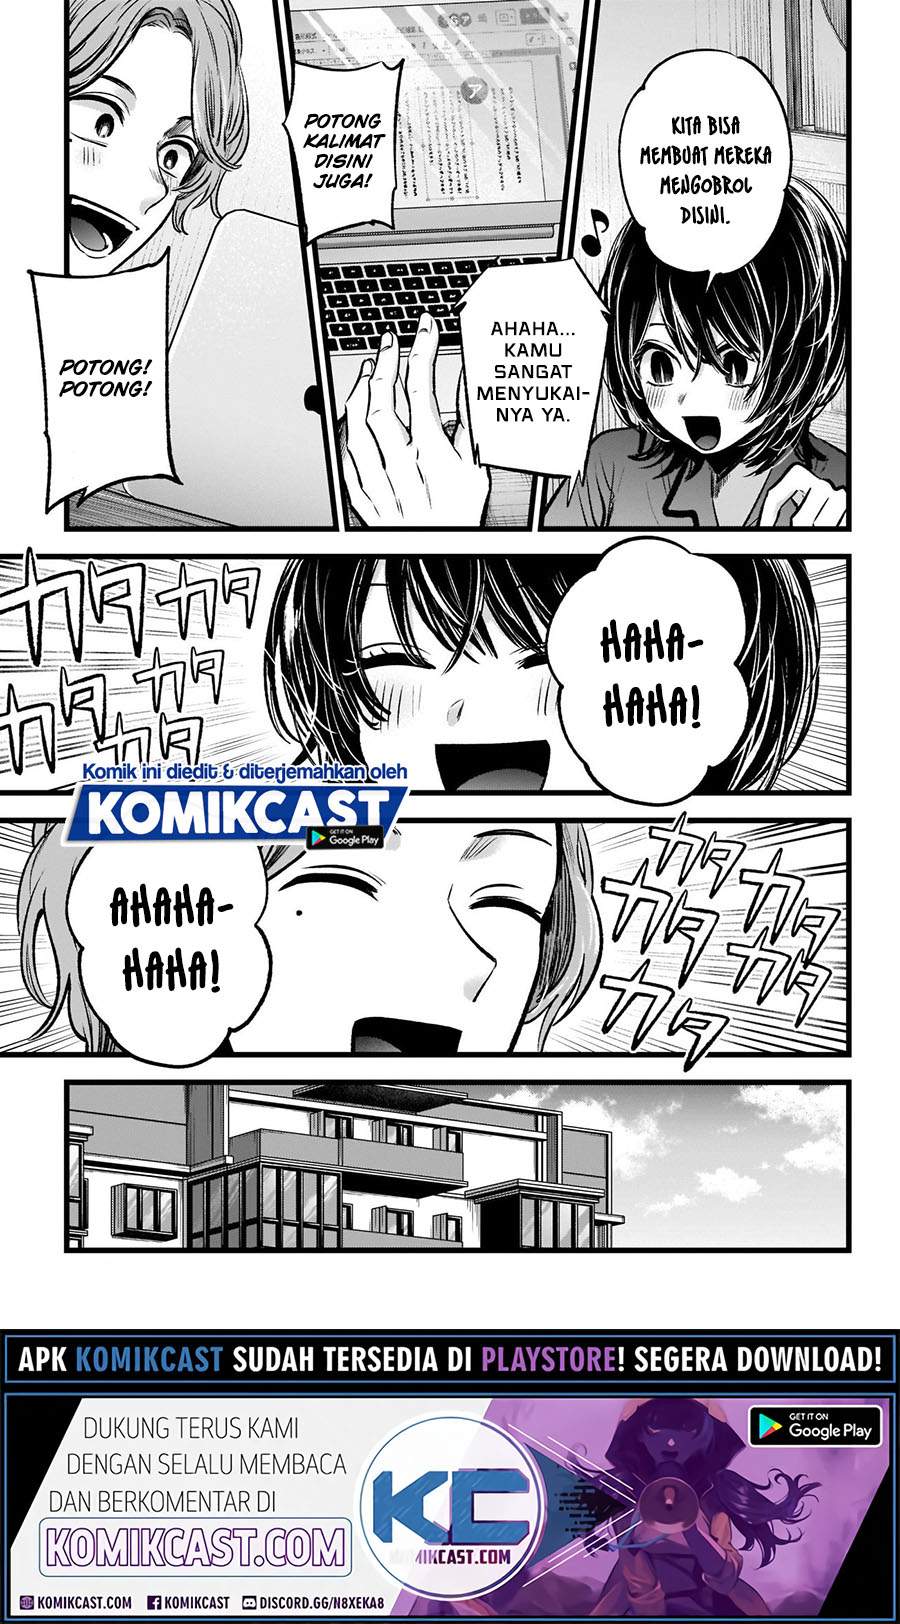 KITA BISA
MEMBUAT MEREKA
MENGOBROL
DISINI.
AHAHA...
KAMU
SANGAT
MENYUKAI-
NYA YA.
POTONG
KALIMAT
DISINI
JUGA!
ア
POTONG!
POTONG!
HAHA-
HAHA!
カタ
カタ
カタ
カタ
カタ
カタ
Komik ini diedit & diterjemahkan oleh
KOMIKCAST
GET IT ON
Google Play
AHAHA-
HAHA!
カタ
カタ
カタ
カタ
カタ
APK KOMIKCAST SUDAH TERSEDIA DI PLAYSTORE! SEGERA DOWNLOAD!
DUKUNG TERUS KAMI
DENGAN SELALU MEMBACA
DAN BERKOMENTAR DI
KOMIKCAST.COM
KC
KOMIKCAST.COM
GET IT ON
Google Play
KOMIKCAST.COM
KOMIKCAST
DISCORD.GG/N8XEKA8